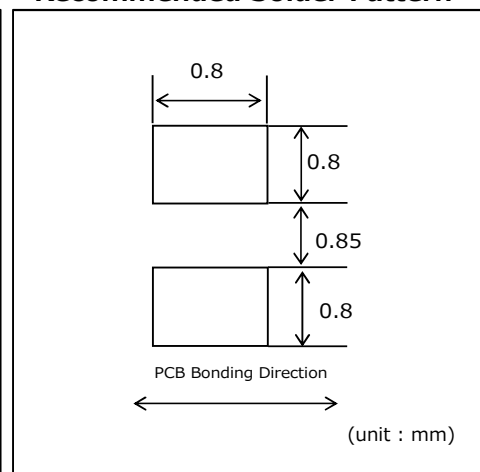 Recommended Solder Pattern
0.8
0.8
0.85
0.8
PCB Bonding Direction
(unit : mm)